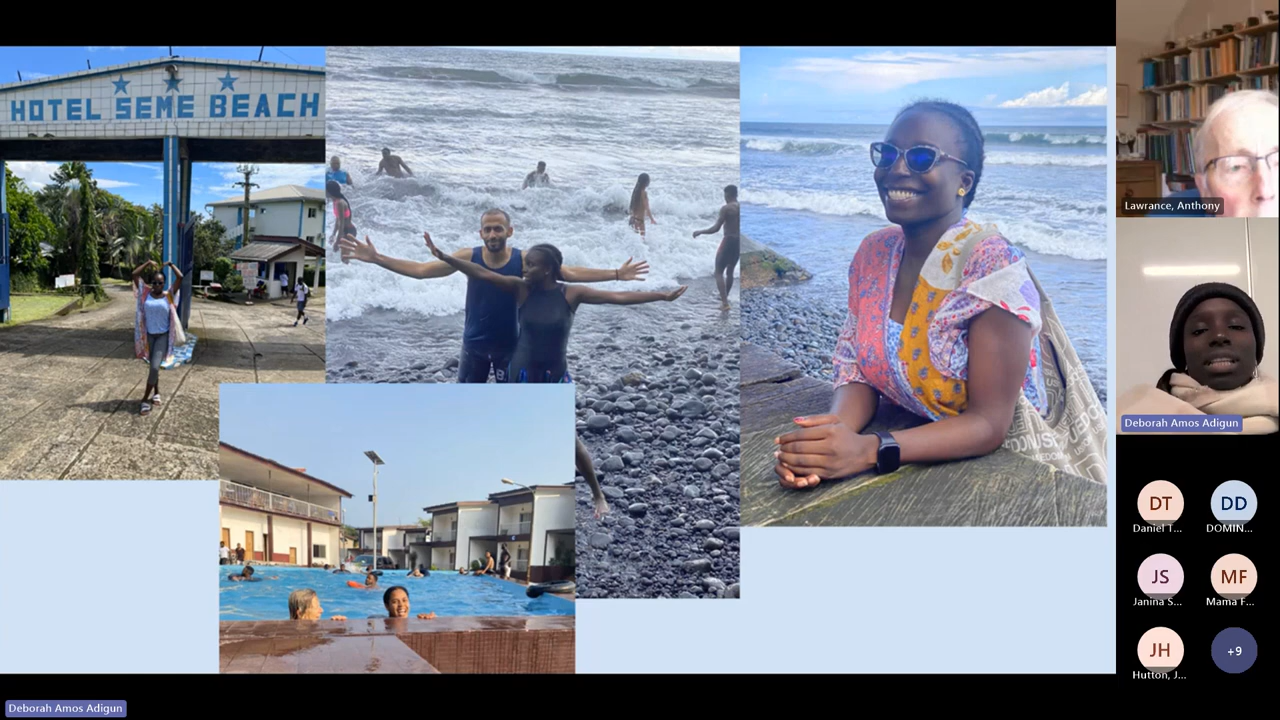 HOTEL SEME BEACH
Lawrance, Anthony
Deborah Amos Adigun
DT
Daniel T...
DD
DOMIN...
JS
Janina S...
MF
Mama F...
JH
Hutton, J...
+9
Deborah Amos Adigun